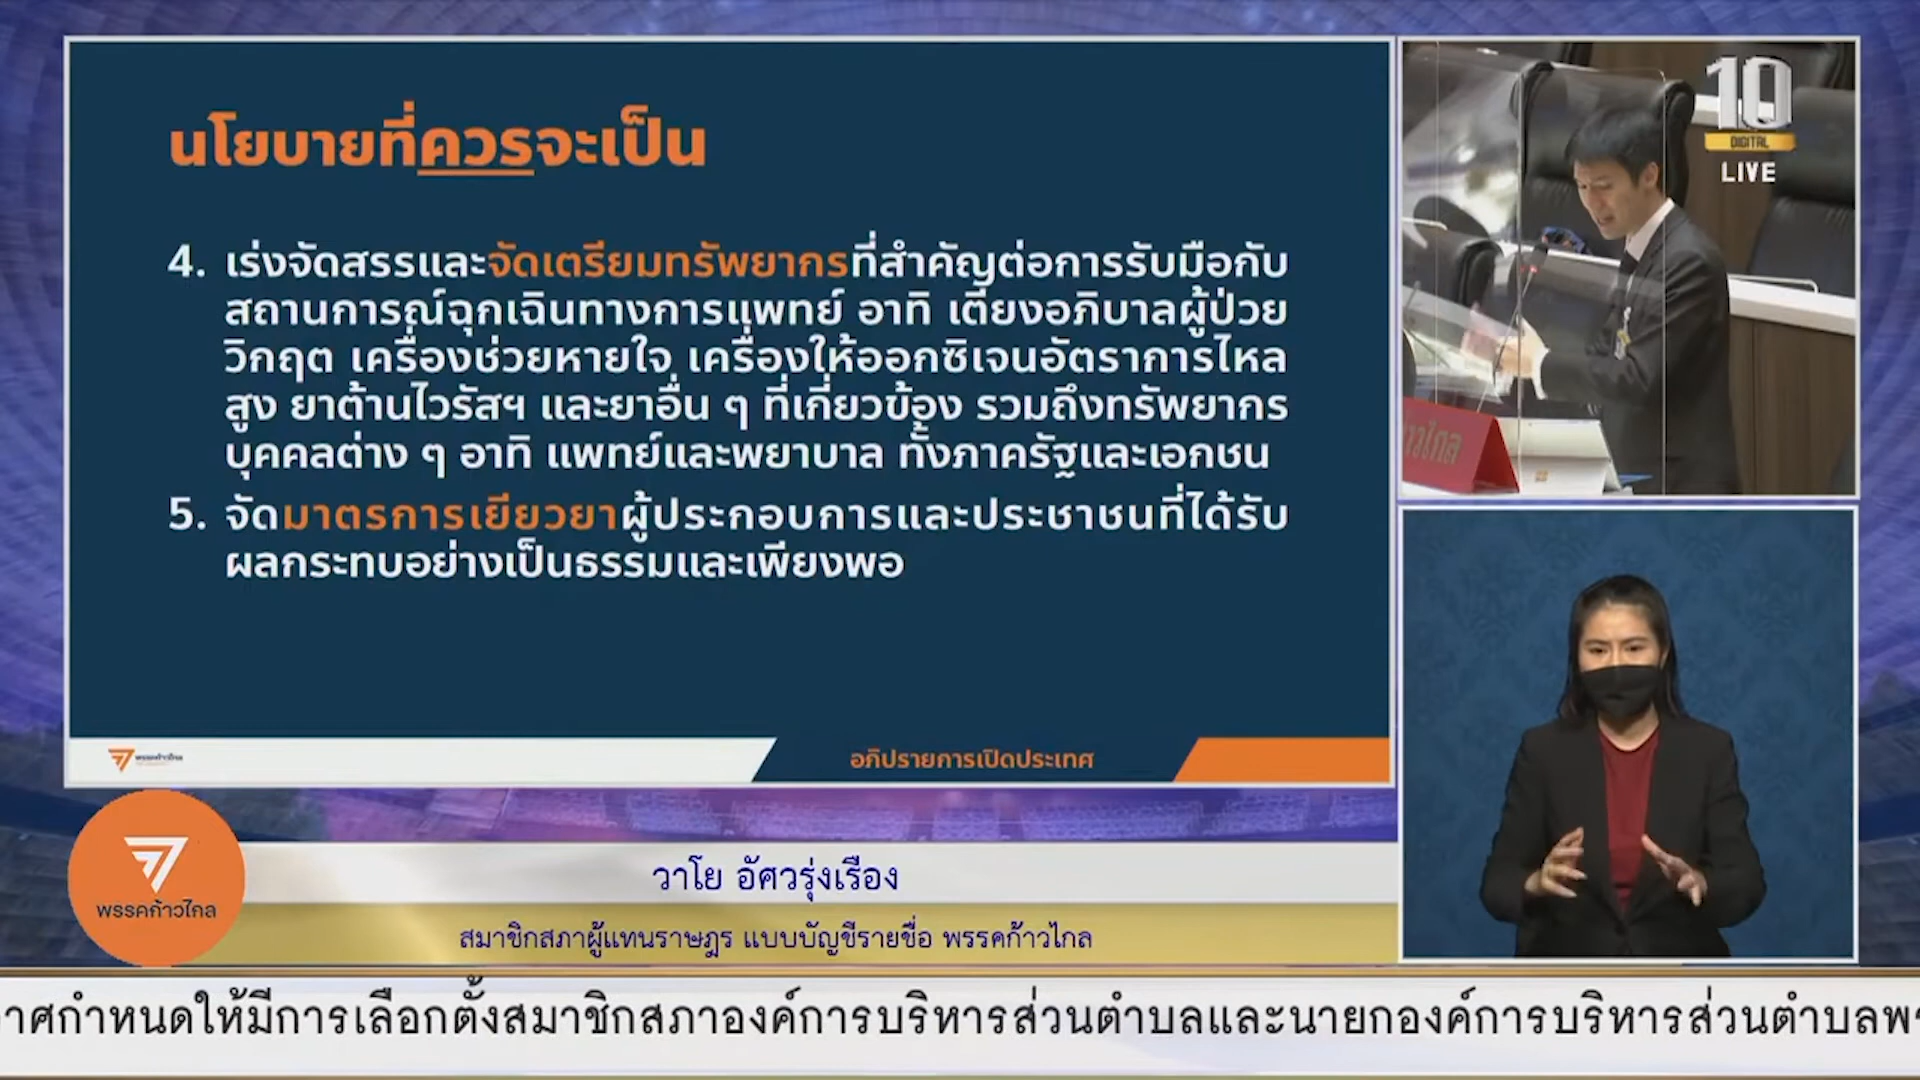 นโยบายที่ควรจะเป็น
4. เร่งจัดสรรและจัดเตรียมทรัพยากรที่สำคัญต่อการรับมือกับ
สถานการณ์ฉุกเฉินทางการแพทย์ อาทิ เตียงอภิบาลผู้ป่วย
วิกฤต เครื่องช่วยหายใจ เครื่องให้ออกซิเจนอัตราการไหล
สูง ยาต้านไวรัสฯ และยาอื่น ๆ ที่เกี่ยวข้อง รวมถึงทรัพยากร
บุคคลต่าง ๆ อาทิ แพทย์และพยาบาล ทั้งภาครัฐและเอกชน
5. จัดมาตรการเยียวยาผู้ประกอบการและประชาชนที่ได้รับ
ผลกระทบอย่างเป็นธรรมและเพียงพอ
พรรคก้าวไกล
อภิปรายการเปิดประเทศ
10
DIGITAL
LIVE
าวไกล
พรรคก้าวไกล
วาโย อัศวรุ่งเรือง
สมาชิกสภาผู้แทนราษฎร แบบบัญชีรายชื่อ พรรคก้าวไกล
าศกำหนดให้มีการเลือกตั้งสมาชิกสภาองค์การบริหารส่วนตำบลและนายกองค์การบริหารส่วนตำบลพร